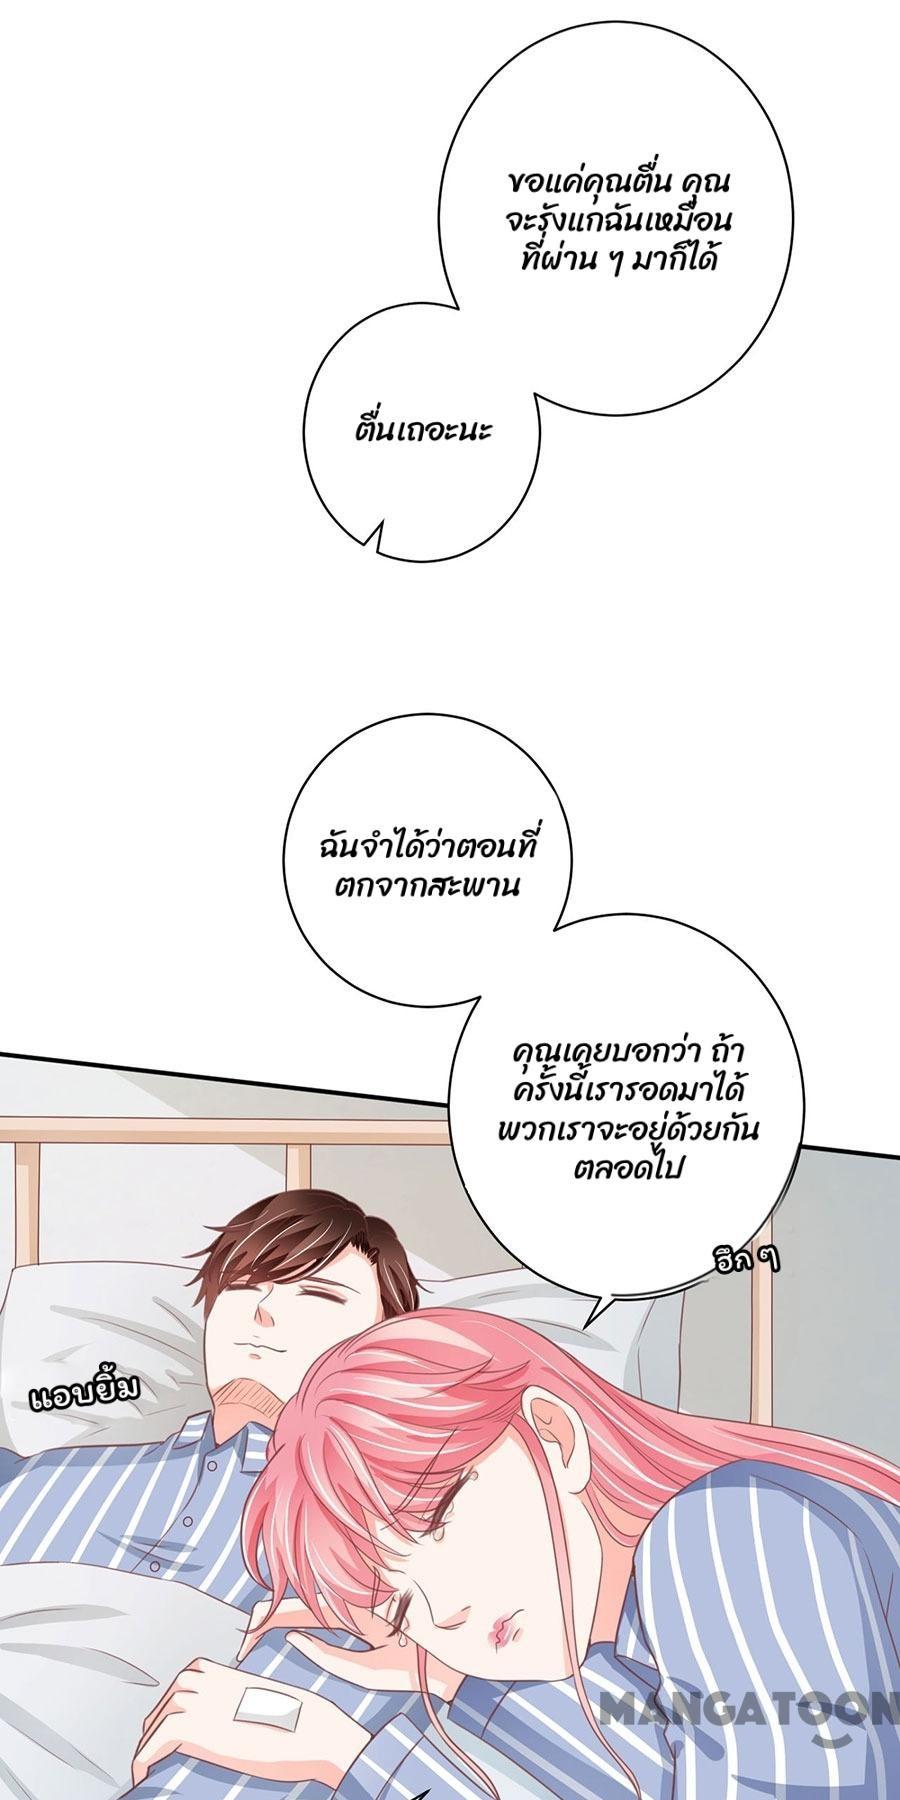 ขอแค่คุณตื่น คุณ
จะรังแกฉันเหมือน
ที่ผ่าน ๆ มาก็ได้
ตื่นเถอะนะ
ฉันจำได้ว่าตอนที่
ตกจากสะพาน
คุณเคยบอกว่า ถ้า
ครั้งนี้เรารอดมาได้
พวกเราจะอยู่ด้วยกัน
ตลอดไป
ฮึก ๆ
แอบยิ้ม
MANGATOON